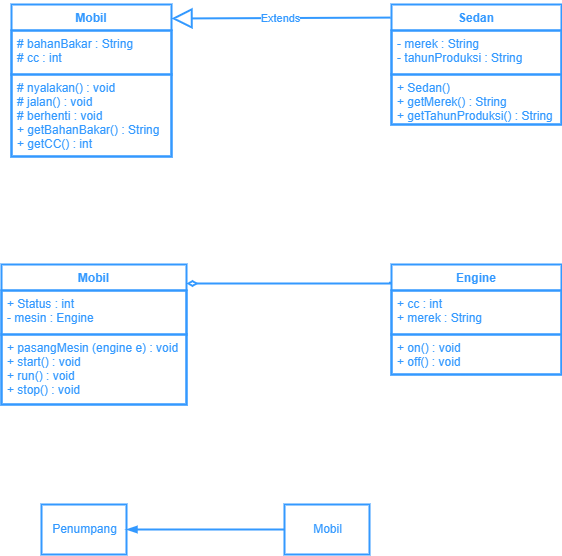 Mobil
# bahanBakar : String
# cc : int
# nyalakan() : void
# jalan() : void
# berhenti : void
+ getBahanBakar() : String
+ getCC() : int
Extends
Sedan
- merek : String
- tahunProduksi : String
+ Sedan()
+ getMerek() : String
+ getTahunProduksi() : String
Mobil
+ Status : int
- mesin : Engine
+ pasangMesin (engine e) : void
+ start() : void
+ run() : void
+ stop() : void
Engine
+ cc : int
+ merek : String
+ on() : void
+ off() : void
Penumpang
Mobil